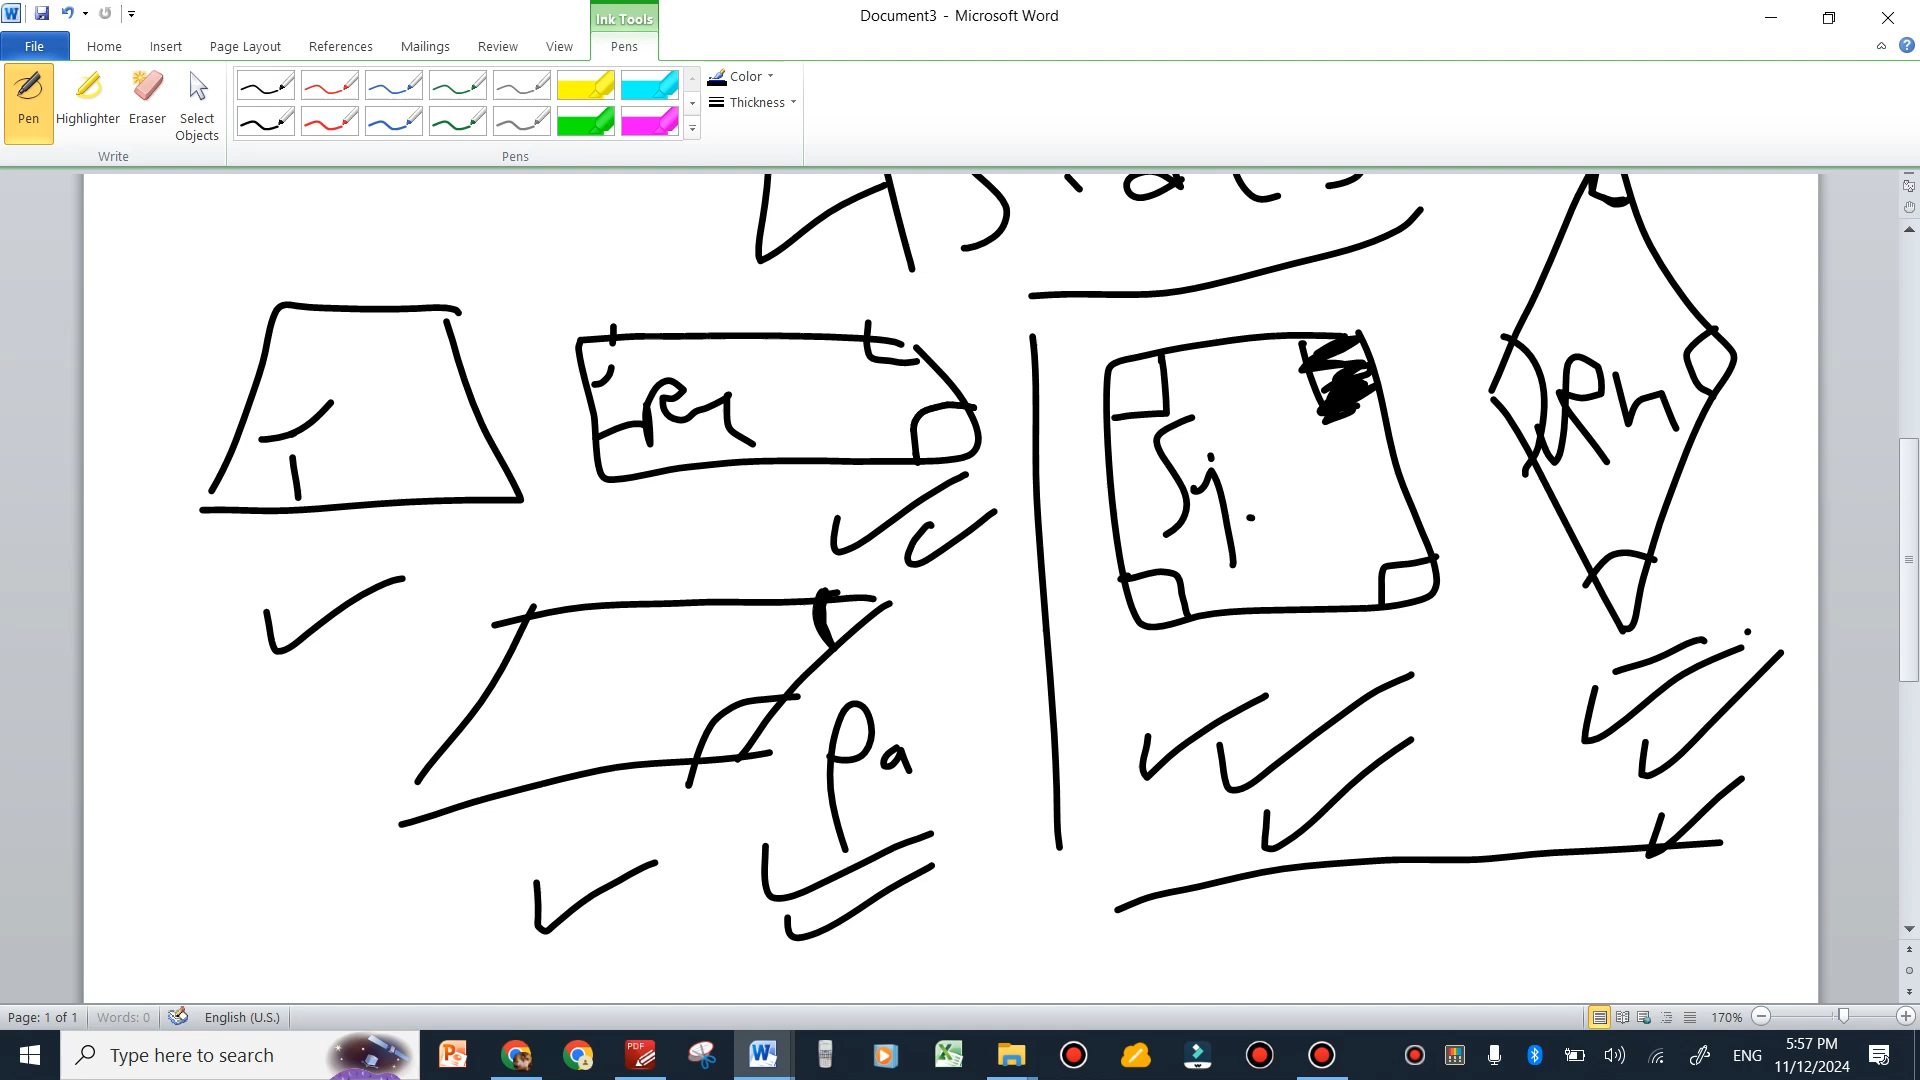 Document3 - Microsoft Word
Ink Tools
File Home Insert Page Layout References Mailings Review View Pens
Pen Highlighter Eraser Select Objects
Color
Thickness
Write Pens
Rh
Pa
Page: 1 of 1 Words: 0 English (U.S.) 170%
Type here to search
PDF
ENG
5:57 PM
11/12/2024